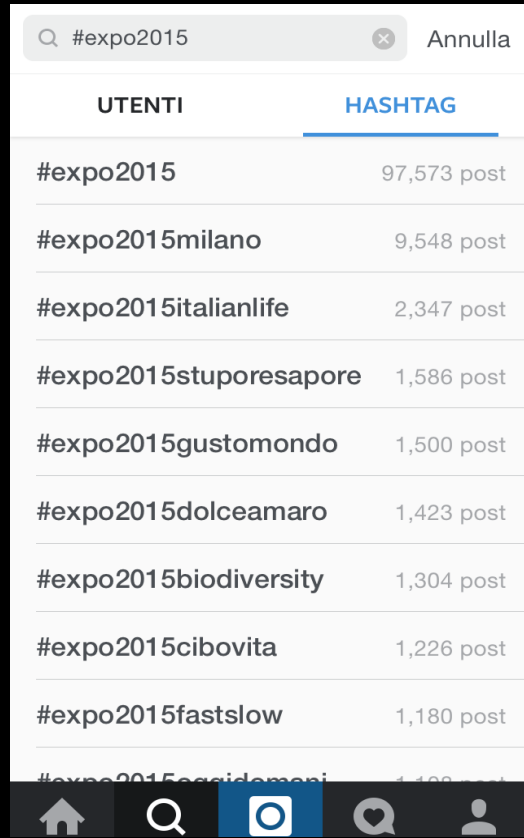 #expo2015 Annulla
UTENTI HASHTAG
#expo2015 97,573 post
#expo2015milano 9,548 post
#expo2015italianlife 2,347 post
#expo2015stuporesapore 1,586 post
#expo2015gustomondo 1,500 post
#expo2015dolceamaro 1,423 post
#expo2015biodiversity 1,304 post
#expo2015cibovita 1,226 post
#expo2015fastslow 1,180 post
#expo2015oggidomani